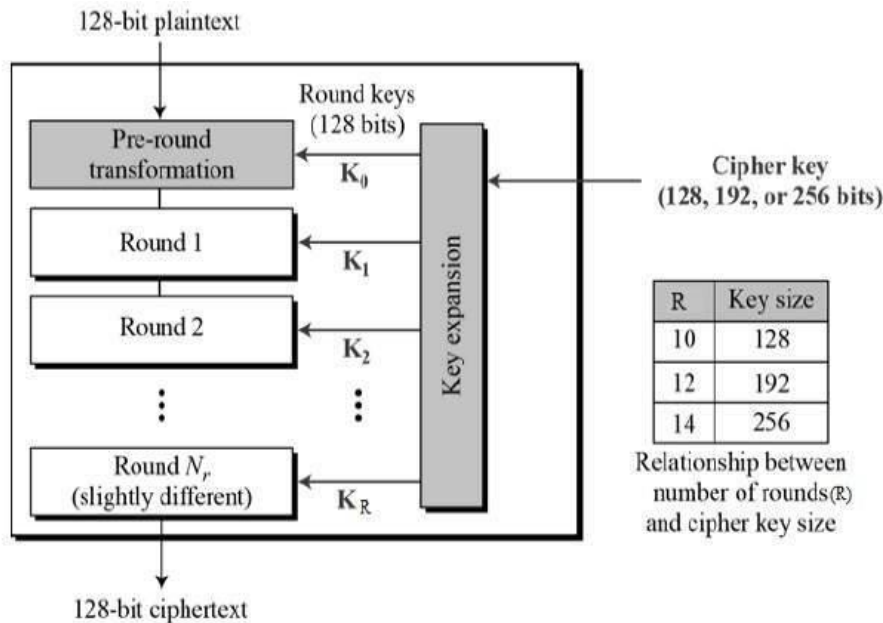 128-bit plaintext
Round keys
(128 bits)
Pre-round
transformation
K0
Cipher key
(128, 192, or 256 bits)
Round 1
K1
Round 2
K2
Key expansion
Round Nr
(slightly different)
KR
128-bit ciphertext
R Key size
10 128
12 192
14 256
Relationship between
number of rounds(R)
and cipher key size